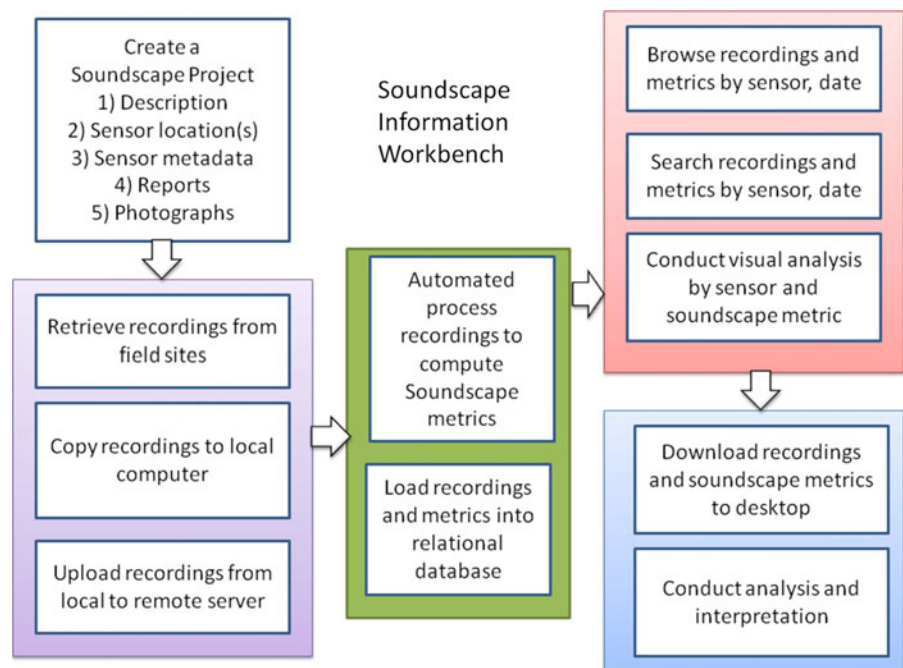 Create a
Soundscape Project
1) Description
2) Sensor location(s)
3) Sensor metadata
4) Reports
5) Photographs
Retrieve recordings from
field sites
Copy recordings to local
computer
Upload recordings from
local to remote server
Soundscape
Information
Workbench
Automated
process
recordings to
compute
Soundscape
metrics
Load recordings
and metrics into
relational
database
Browse recordings and
metrics by sensor, date
Search recordings and
metrics by sensor, date
Conduct visual analysis
by sensor and
soundscape metric
Download recordings
and soundscape metrics
to desktop
Conduct analysis and
interpretation